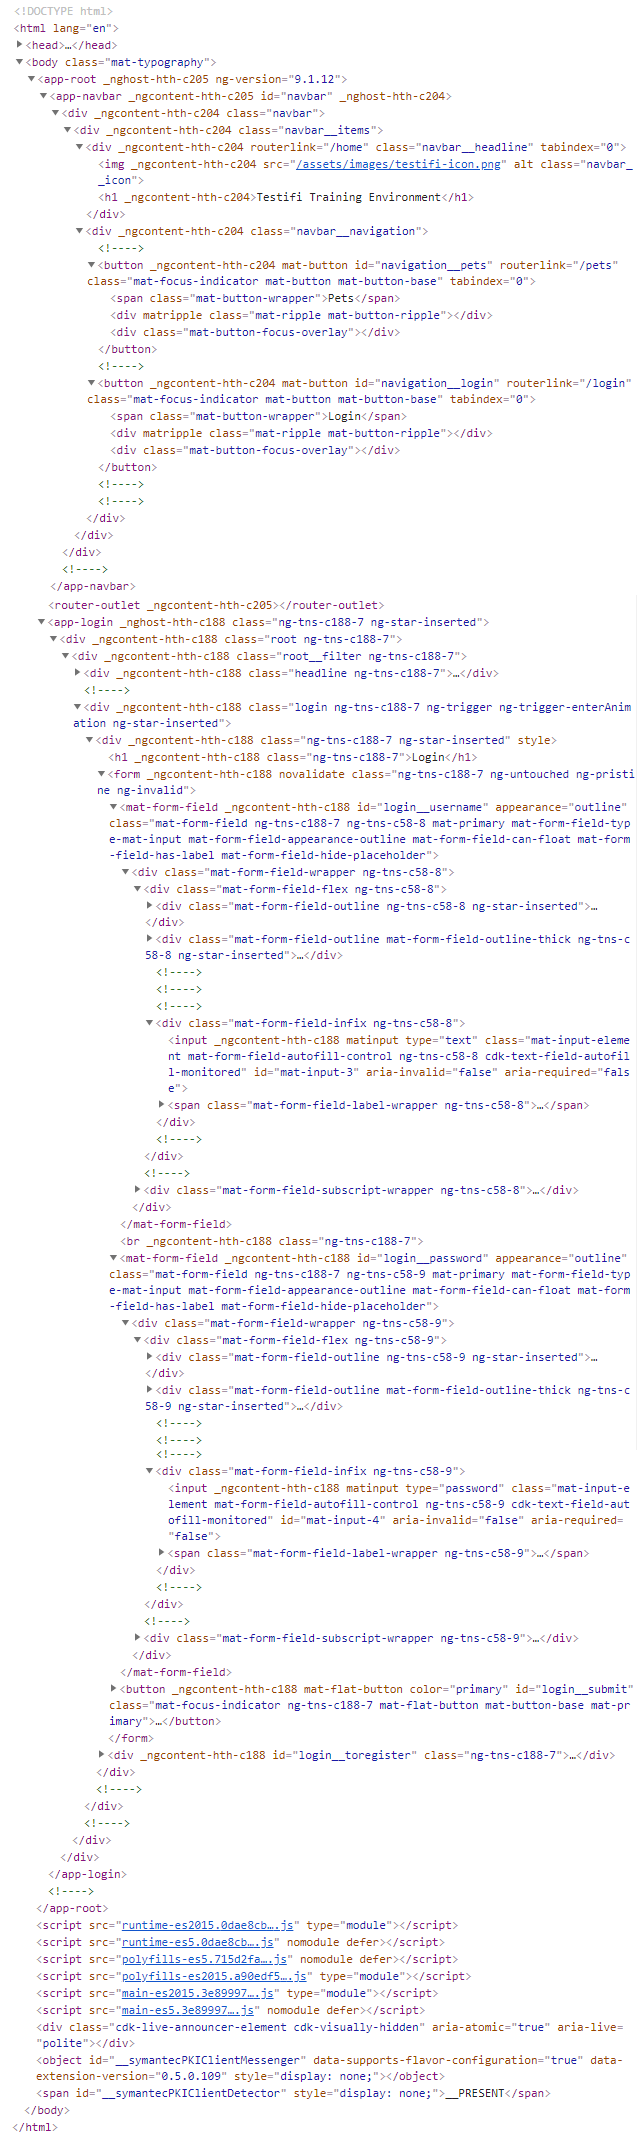 <!DOCTYPE html>
<html lang="en">
<head>…</head>
<body class="mat-typography">
<app-root _nghost-hth-c205 ng-version="9.1.12">
<app-navbar _ngcontent-hth-c205 id="navbar" _nghost-hth-c204>
<div _ngcontent-hth-c204 class="navbar">
<div _ngcontent-hth-c204 class="navbar__items">
<div _ngcontent-hth-c204 routerlink="/home" class="navbar__headline" tabindex="0">
<img _ngcontent-hth-c204 src="/assets/images/testifi-icon.png" alt class="navbar_
_icon">
<h1 _ngcontent-hth-c204>Testifi Training Environment</h1>
</div>
<div _ngcontent-hth-c204 class="navbar__navigation">
<!---->
<button _ngcontent-hth-c204 mat-button id="navigation__pets" routerlink="/pets"
class="mat-focus-indicator mat-button mat-button-base" tabindex="0">
<span class="mat-button-wrapper">Pets</span>
<div matripple class="mat-ripple mat-button-ripple"></div>
<div class="mat-button-focus-overlay"></div>
</button>
<!---->
<button _ngcontent-hth-c204 mat-button id="navigation__login" routerlink="/login"
class="mat-focus-indicator mat-button mat-button-base" tabindex="0">
<span class="mat-button-wrapper">Login</span>
<div matripple class="mat-ripple mat-button-ripple"></div>
<div class="mat-button-focus-overlay"></div>
</button>
<!---->
<!---->
</div>
</div>
</div>
<!---->
</app-navbar>
<router-outlet _ngcontent-hth-c205></router-outlet>
<app-login _nghost-hth-c188 class="ng-tns-c188-7 ng-star-inserted">
<div _ngcontent-hth-c188 class="root ng-tns-c188-7">
<div _ngcontent-hth-c188 class="root__filter ng-tns-c188-7">
<div _ngcontent-hth-c188 class="headline ng-tns-c188-7">…</div>
<!---->
<div _ngcontent-hth-c188 class="login ng-tns-c188-7 ng-trigger ng-trigger-enterAnim
ation ng-star-inserted">
<div _ngcontent-hth-c188 class="ng-tns-c188-7 ng-star-inserted" style>
<h1 _ngcontent-hth-c188 class="ng-tns-c188-7">Login</h1>
<form _ngcontent-hth-c188 novalidate class="ng-tns-c188-7 ng-untouched ng-pristi
ne ng-invalid">
<mat-form-field _ngcontent-hth-c188 id="login__username" appearance="outline"
class="mat-form-field ng-tns-c188-7 ng-tns-c58-8 mat-primary mat-form-field-typ
e-mat-input mat-form-field-appearance-outline mat-form-field-can-float mat-form
-field-has-label mat-form-field-hide-placeholder">
<div class="mat-form-field-wrapper ng-tns-c58-8">
<div class="mat-form-field-flex ng-tns-c58-8">
<div class="mat-form-field-outline ng-tns-c58-8 ng-star-inserted">…
</div>
<div class="mat-form-field-outline mat-form-field-outline-thick ng-tns-c
58-8 ng-star-inserted">…</div>
<!---->
<!---->
<!---->
<div class="mat-form-field-infix ng-tns-c58-8">
<input _ngcontent-hth-c188 matinput type="text" class="mat-input-eleme
nt mat-form-field-autofill-control ng-tns-c58-8 cdk-text-field-autofil
l-monitored" id="mat-input-3" aria-invalid="false" aria-required="fals
e">
<span class="mat-form-field-label-wrapper ng-tns-c58-8">…</span>
</div>
<!---->
</div>
<!---->
<div class="mat-form-field-subscript-wrapper ng-tns-c58-8">…</div>
</div>
</mat-form-field>
<br _ngcontent-hth-c188 class="ng-tns-c188-7">
<mat-form-field _ngcontent-hth-c188 id="login__password" appearance="outline"
class="mat-form-field ng-tns-c188-7 ng-tns-c58-9 mat-primary mat-form-field-typ
e-mat-input mat-form-field-appearance-outline mat-form-field-can-float mat-form
-field-has-label mat-form-field-hide-placeholder">
<div class="mat-form-field-wrapper ng-tns-c58-9">
<div class="mat-form-field-flex ng-tns-c58-9">
<div class="mat-form-field-outline ng-tns-c58-9 ng-star-inserted">…
</div>
<div class="mat-form-field-outline mat-form-field-outline-thick ng-tns-c
58-9 ng-star-inserted">…</div>
<!---->
<!---->
<!---->
<div class="mat-form-field-infix ng-tns-c58-9">
<input _ngcontent-hth-c188 matinput type="password" class="mat-input-e
lement mat-form-field-autofill-control ng-tns-c58-9 cdk-text-field-aut
ofill-monitored" id="mat-input-4" aria-invalid="false" aria-required=
"false">
<span class="mat-form-field-label-wrapper ng-tns-c58-9">…</span>
</div>
<!---->
</div>
<!---->
<div class="mat-form-field-subscript-wrapper ng-tns-c58-9">…</div>
</div>
</mat-form-field>
<button _ngcontent-hth-c188 mat-flat-button color="primary" id="login__submit"
class="mat-focus-indicator ng-tns-c188-7 mat-flat-button mat-button-base mat-pr
imary">…</button>
</form>
<div _ngcontent-hth-c188 id="login__toregister" class="ng-tns-c188-7">…</div>
</div>
<!---->
</div>
<!---->
</div>
</div>
</app-login>
<!---->
</app-root>
<script src="runtime-es2015.0dae8cb….js" type="module"></script>
<script src="runtime-es5.0dae8cb….js" nomodule defer></script>
<script src="polyfills-es5.715d2fa….js" nomodule defer></script>
<script src="polyfills-es2015.a90edf5….js" type="module"></script>
<script src="main-es2015.3e89997….js" type="module"></script>
<script src="main-es5.3e89997….js" nomodule defer></script>
<div class="cdk-live-announcer-element cdk-visually-hidden" aria-atomic="true" aria-live=
"polite"></div>
<object id="__symantecPKIClientMessenger" data-supports-flavor-configuration="true" data-
extension-version="0.5.0.109" style="display: none;"></object>
<span id="__symantecPKIClientDetector" style="display: none;">__PRESENT</span>
</body>
</html>